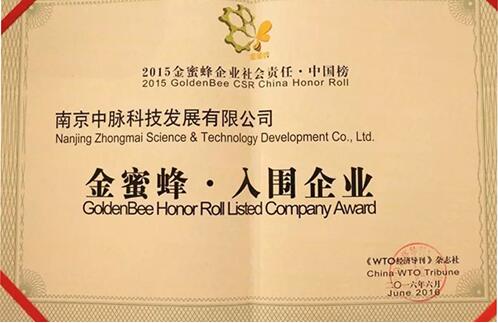 金蜜蜂
2015金蜜蜂企业社会责任·中国榜
2015 GoldenBee CSR China Honor Roll
南京中脉科技发展有限公司
Nanjing Zhongmai Science & Technology Development Co., Ltd.
金蜜蜂·入围企业
GoldenBee Honor Roll Listed Company Award
《WTO经济导刊》杂志社
China WTO Tribune
二〇一六年六月
June 2016